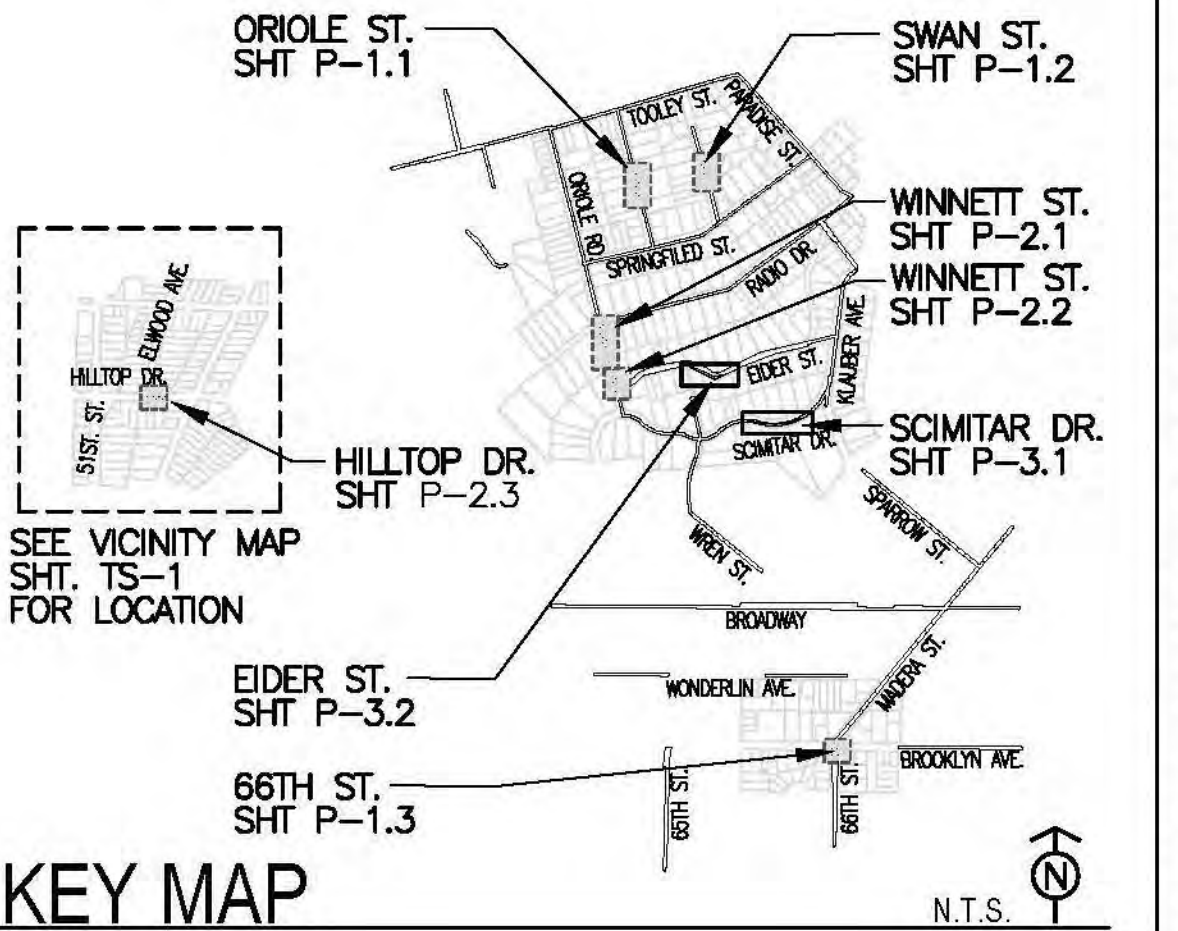 ORIOLE ST.
SHT P-1.1
SWAN ST.
SHT P-1.2
TOOLEY ST.
PARADISE ST.
ORIOLE RD
SPRINGFILED ST.
RADIO DR.
WINNETT ST.
SHT P-2.1
WINNETT ST.
SHT P-2.2
KLAUBER AVE.
EIDER ST.
SCIMITAR DR.
SCIMITAR DR.
SHT P-3.1
ELWOOD AVE.
HILLTOP DR.
51ST. ST.
HILLTOP DR.
SHT P-2.3
SEE VICINITY MAP
SHT. TS-1
FOR LOCATION
SPARROW ST.
WREN ST.
BROADWAY
MADERA ST.
WONDERLIN AVE.
EIDER ST.
SHT P-3.2
BROOKLYN AVE.
66TH ST.
SHT P-1.3
65TH ST.
66TH ST.
KEY MAP
N.T.S.
N